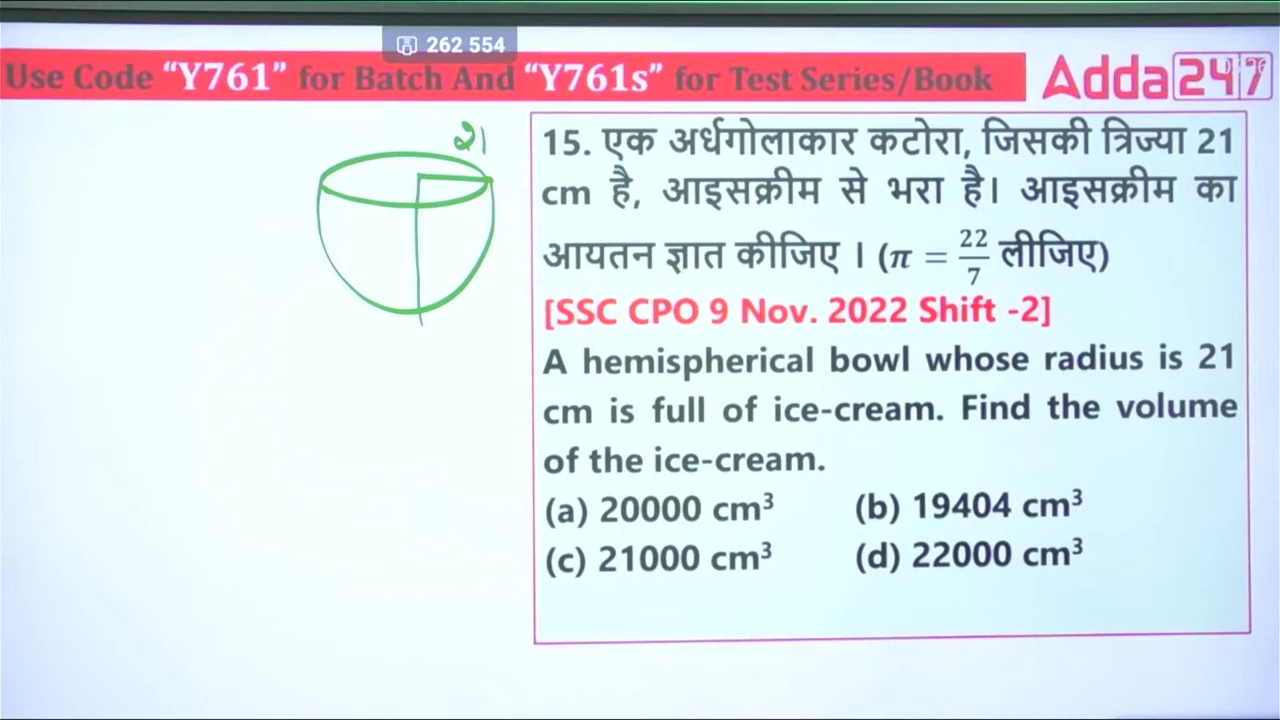 262 554
Use Code “Y761” for Batch And “Y761s” for Test Series/Book
Adda247
21
15. एक अर्धगोलाकार कटोरा, जिसकी त्रिज्या 21
cm है, आइसक्रीम से भरा है। आइसक्रीम का
आयतन ज्ञात कीजिए । (π = 22/7 लीजिए)
[SSC CPO 9 Nov. 2022 Shift -2]
A hemispherical bowl whose radius is 21
cm is full of ice-cream. Find the volume
of the ice-cream.
(a) 20000 cm³ (b) 19404 cm³
(c) 21000 cm³ (d) 22000 cm³